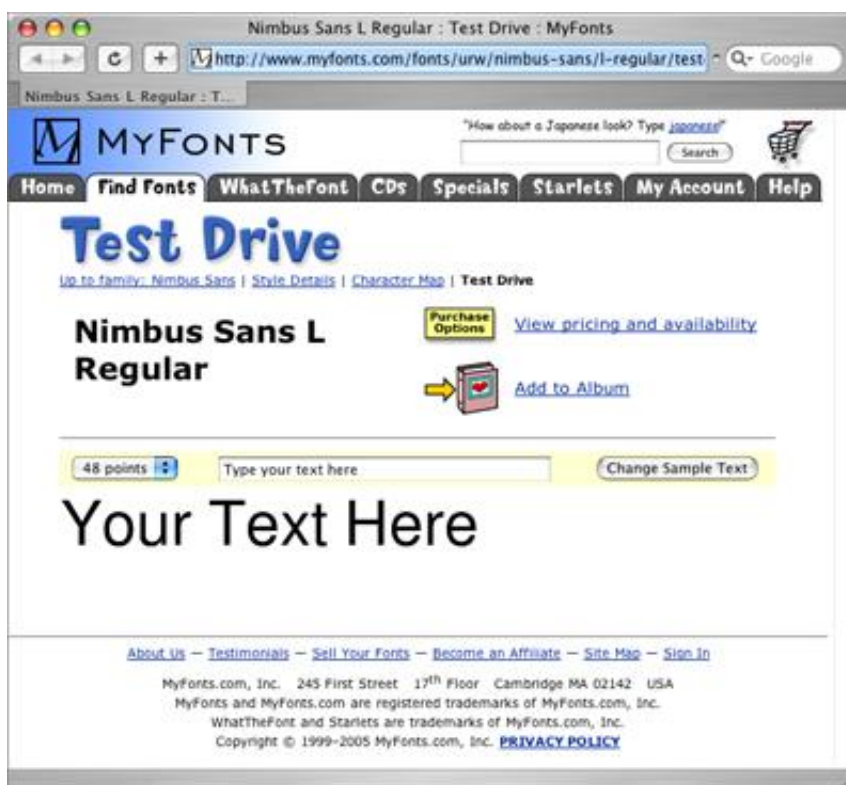 Nimbus Sans L Regular : Test Drive : MyFonts
http://www.myfonts.com/fonts/urw/nimbus-sans/l-regular/test
Google
Nimbus Sans L Regular : T...
MYFONTS
"How about a Japanese look? Type japanese"
Search
Home Find Fonts WhatTheFont CDs Specials Starlets My Account Help
Test Drive
Up to family: Nimbus Sans | Style Details | Character Map | Test Drive
Nimbus Sans L
Regular
Purchase
Options
View pricing and availability
Add to Album
48 points Type your text here Change Sample Text
Your Text Here
About Us — Testimonials — Sell Your Fonts — Become an Affiliate — Site Map — Sign In
MyFonts.com, Inc. 245 First Street 17th Floor Cambridge MA 02142 USA
MyFonts and MyFonts.com are registered trademarks of MyFonts.com, Inc.
WhatTheFont and Starlets are trademarks of MyFonts.com, Inc.
Copyright © 1999-2005 MyFonts.com, Inc. PRIVACY POLICY